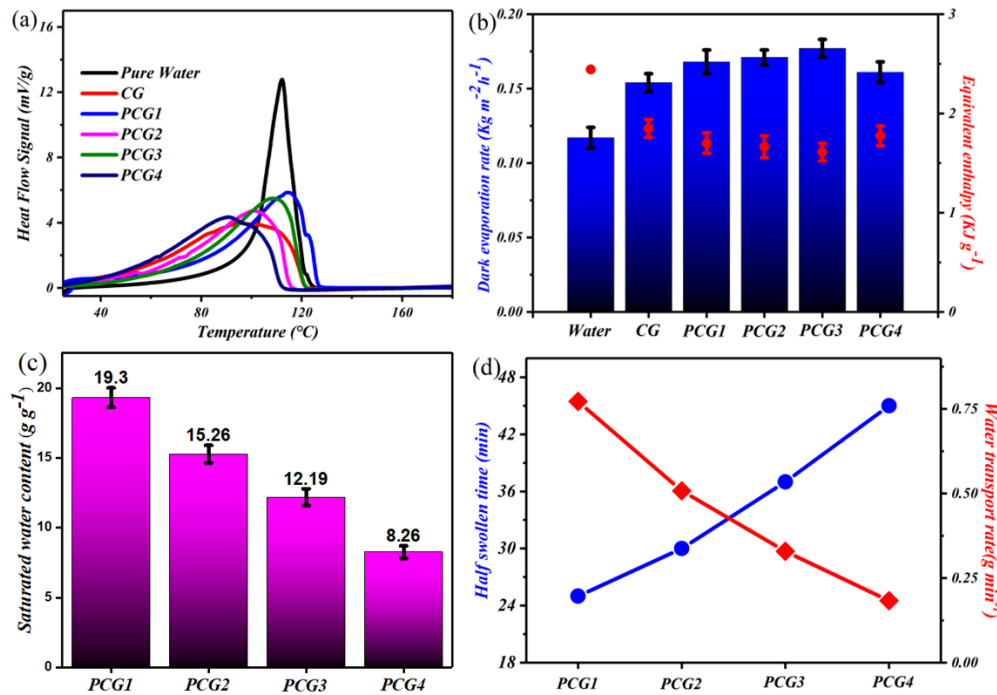 (a)
16
12
8
4
0
Heat Flow Signal (mV/g)
Pure Water
CG
PCG1
PCG2
PCG3
PCG4
40
80
120
160
Temperature (°C)
(b)
0.20
0.15
0.10
0.05
0.00
Dark evaporation rate (Kg m⁻² h⁻¹)
3
2
1
0
Equivalent enthalpy (KJ g⁻¹)
Water
CG
PCG1
PCG2
PCG3
PCG4
(c)
20
15
10
5
0
Saturated water content (g g⁻¹)
19.3
15.26
12.19
8.26
PCG1
PCG2
PCG3
PCG4
(d)
48
42
36
30
24
18
Half swollen time (min)
0.75
0.50
0.25
0.00
Water transport rate(g min⁻¹)
PCG1
PCG2
PCG3
PCG4